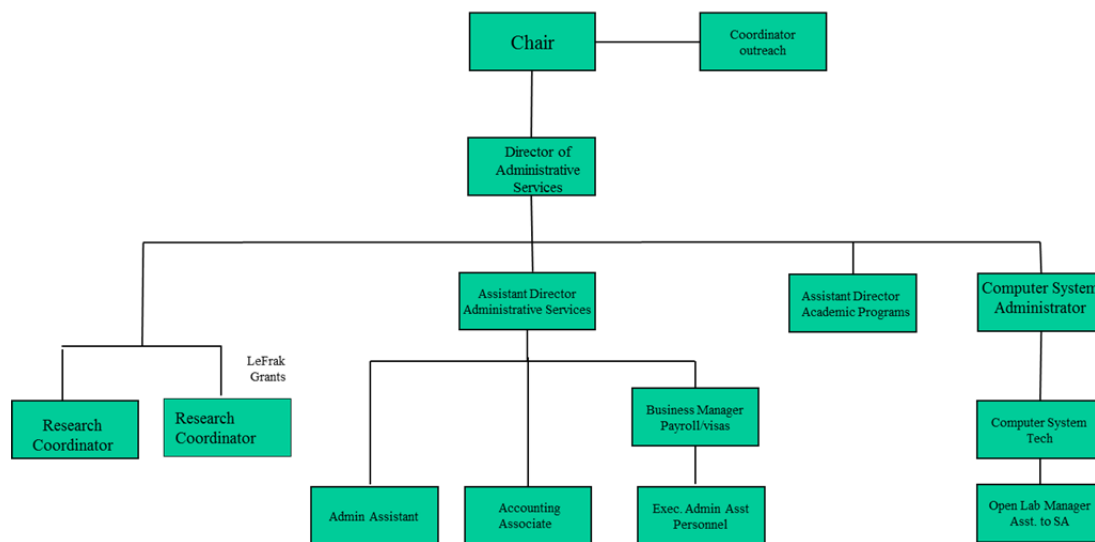 Chair
Coordinator
outreach
Director of
Administrative
Services
Assistant Director
Administrative Services
Assistant Director
Academic Programs
Computer System
Administrator
LeFrak
Grants
Research
Coordinator
Research
Coordinator
Business Manager
Payroll/visas
Computer System
Tech
Admin Assistant
Accounting
Associate
Exec. Admin Asst
Personnel
Open Lab Manager
Asst. to SA